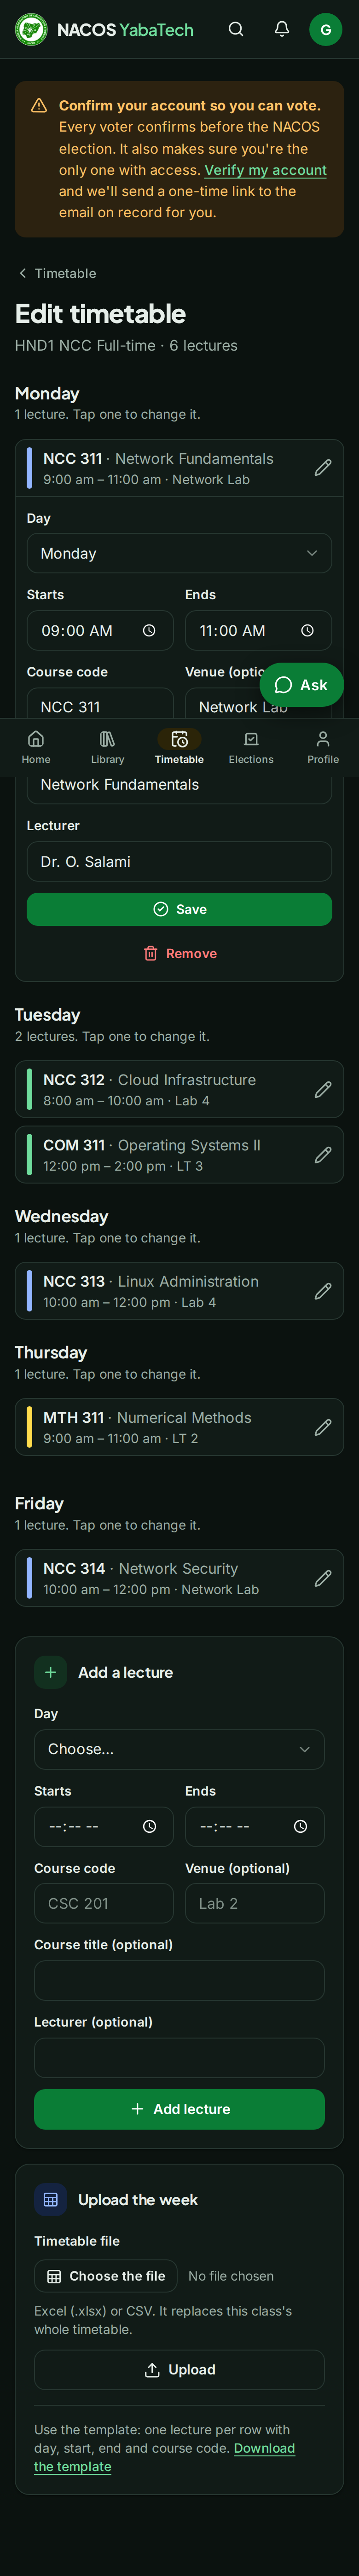 NACOS YabaTech
G
Confirm your account so you can vote.
Every voter confirms before the NACOS
election. It also makes sure you're the
only one with access. Verify my account
and we'll send a one-time link to the
email on record for you.
Timetable
Edit timetable
HND1 NCC Full-time · 6 lectures
Monday
1 lecture. Tap one to change it.
NCC 311 · Network Fundamentals
9:00 am – 11:00 am · Network Lab
Day
Monday
Starts Ends
09:00 AM 11:00 AM
Course code Venue (optio
Ask
NCC 311 Network Lab
Home Library Timetable Elections Profile
Network Fundamentals
Lecturer
Dr. O. Salami
Save
Remove
Tuesday
2 lectures. Tap one to change it.
NCC 312 · Cloud Infrastructure
8:00 am – 10:00 am · Lab 4
COM 311 · Operating Systems II
12:00 pm – 2:00 pm · LT 3
Wednesday
1 lecture. Tap one to change it.
NCC 313 · Linux Administration
10:00 am – 12:00 pm · Lab 4
Thursday
1 lecture. Tap one to change it.
MTH 311 · Numerical Methods
9:00 am – 11:00 am · LT 2
Friday
1 lecture. Tap one to change it.
NCC 314 · Network Security
10:00 am – 12:00 pm · Network Lab
Add a lecture
Day
Choose...
Starts Ends
--:-- -- --:-- --
Course code Venue (optional)
CSC 201 Lab 2
Course title (optional)
Lecturer (optional)
Add lecture
Upload the week
Timetable file
Choose the file No file chosen
Excel (.xlsx) or CSV. It replaces this class's
whole timetable.
Upload
Use the template: one lecture per row with
day, start, end and course code. Download
the template